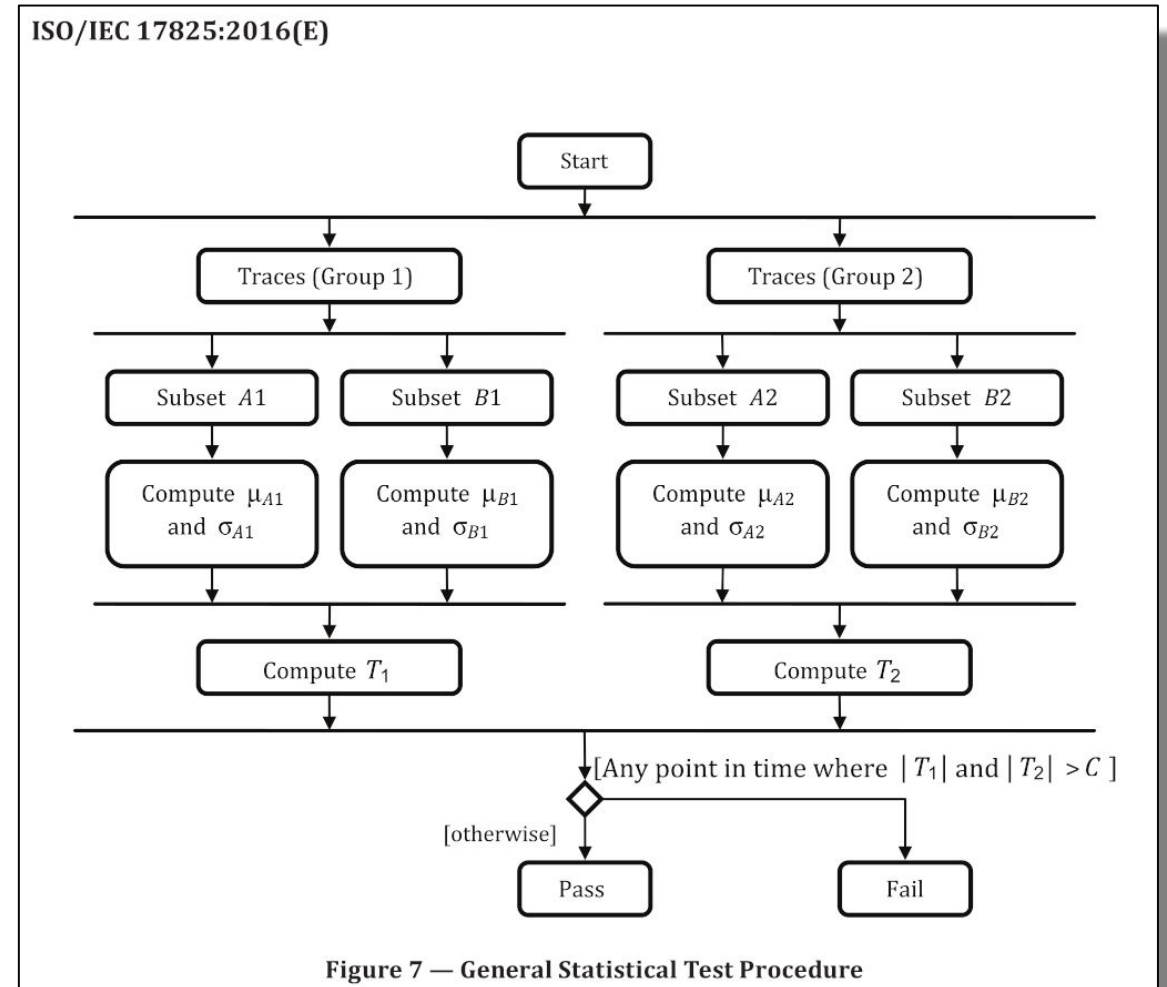 ISO/IEC 17825:2016(E)
Start
Traces (Group 1)
Traces (Group 2)
Subset A1
Subset B1
Subset A2
Subset B2
Compute μA1
and σA1
Compute μB1
and σB1
Compute μA2
and σA2
Compute μB2
and σB2
Compute T1
Compute T2
[Any point in time where |T1| and |T2| > C ]
[otherwise]
Pass
Fail
Figure 7 — General Statistical Test Procedure